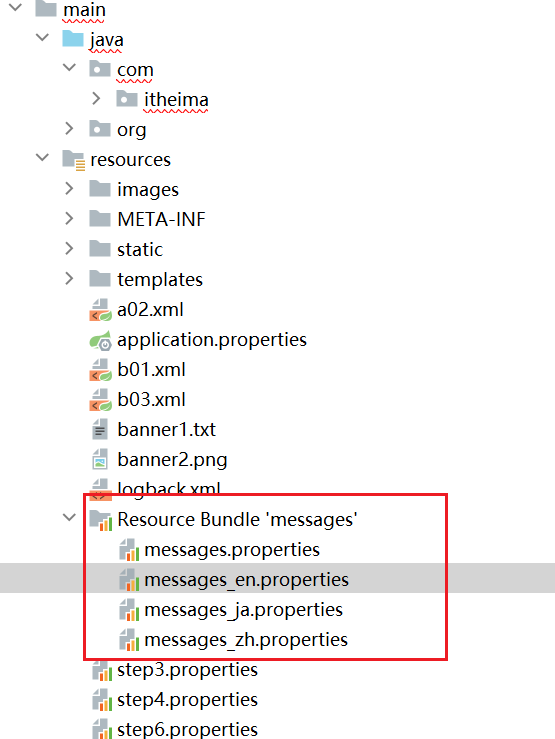 main
java
com
itheima
org
resources
images
META-INF
static
templates
a02.xml
application.properties
b01.xml
b03.xml
banner1.txt
banner2.png
logback.xml
Resource Bundle 'messages'
messages.properties
messages_en.properties
messages_ja.properties
messages_zh.properties
step3.properties
step4.properties
step6.properties